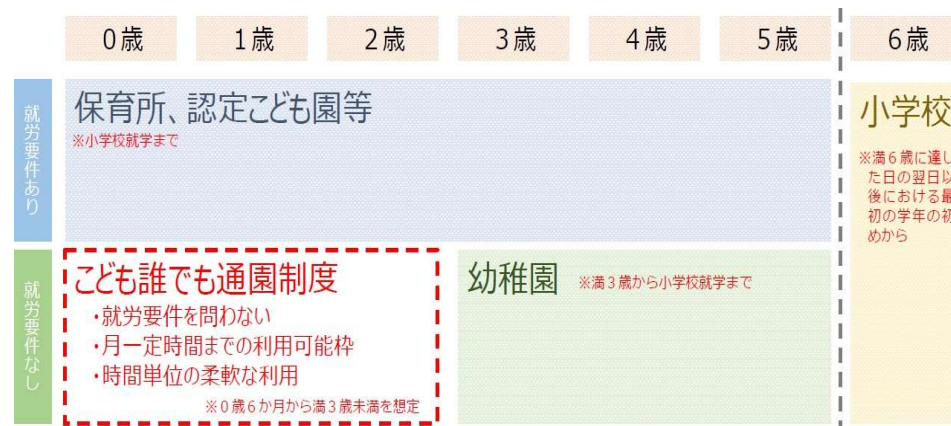 0歳
1歳
2歳
3歳
4歳
5歳
6歳
就労要件あり
保育所、認定こども園等
※小学校就学まで
小学校
※満6歳に達し
た日の翌日以
後における最
初の学年の初
めから
就労要件なし
こども誰でも通園制度
・就労要件を問わない
・月一定時間までの利用可能枠
・時間単位の柔軟な利用
※0歳6か月から満3歳未満を想定
幼稚園 ※満3歳から小学校就学まで